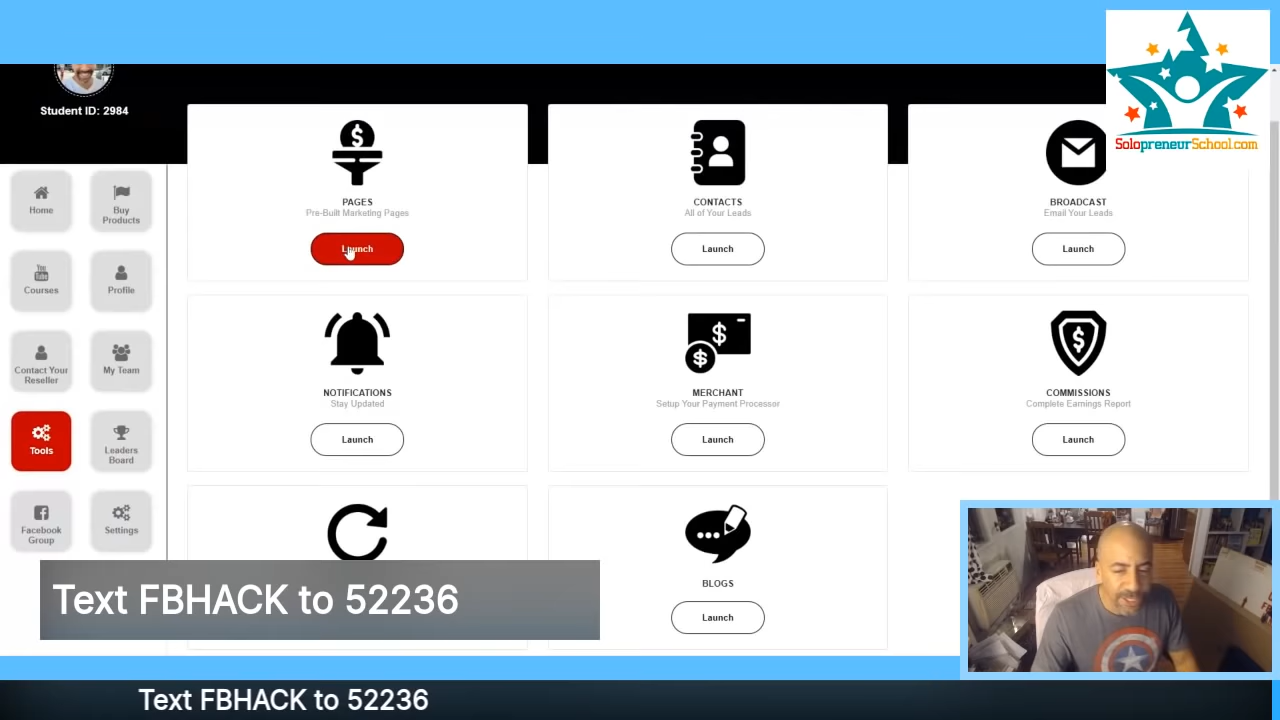 SolopreneurSchool.com
Student ID: 2984
Home
Buy
Products
You
Tube
Courses
Profile
Contact Your
Reseller
My Team
Tools
Leaders
Board
Facebook
Group
Settings
PAGES
Pre-Built Marketing Pages
Launch
CONTACTS
All of Your Leads
Launch
BROADCAST
Email Your Leads
Launch
NOTIFICATIONS
Stay Updated
Launch
MERCHANT
Setup Your Payment Processor
Launch
COMMISSIONS
Complete Earnings Report
Launch
BLOGS
Launch
Text FBHACK to 52236
Text FBHACK to 52236